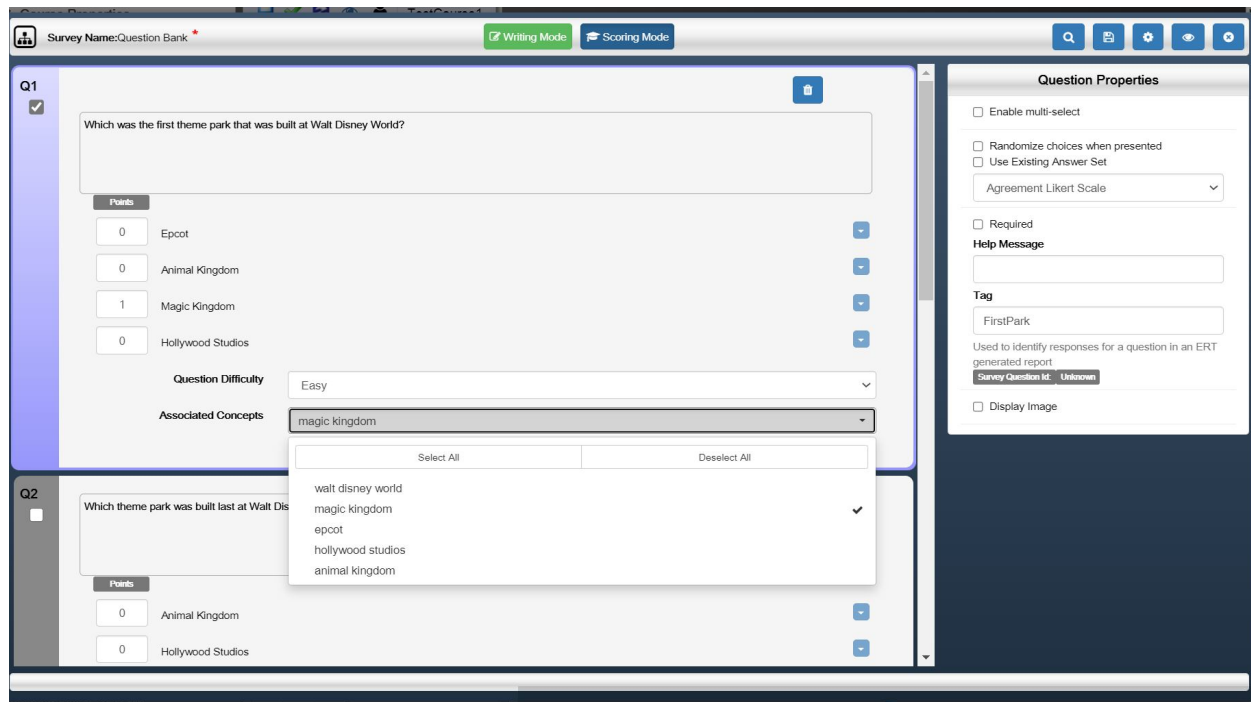 Course Properties
TestCourse1
Survey Name:Question Bank *
Writing Mode
Scoring Mode
Q1
Which was the first theme park that was built at Walt Disney World?
Points
0 Epcot
0 Animal Kingdom
1 Magic Kingdom
0 Hollywood Studios
Question Difficulty Easy
Associated Concepts magic kingdom
Select All Deselect All
walt disney world
magic kingdom
epcot
hollywood studios
animal kingdom
Q2
Which theme park was built last at Walt Dis
Points
0 Animal Kingdom
0 Hollywood Studios
Question Properties
Enable multi-select
Randomize choices when presented
Use Existing Answer Set
Agreement Likert Scale
Required
Help Message
Tag
FirstPark
Used to identify responses for a question in an ERT
generated report
Survey Question Id: Unknown
Display Image